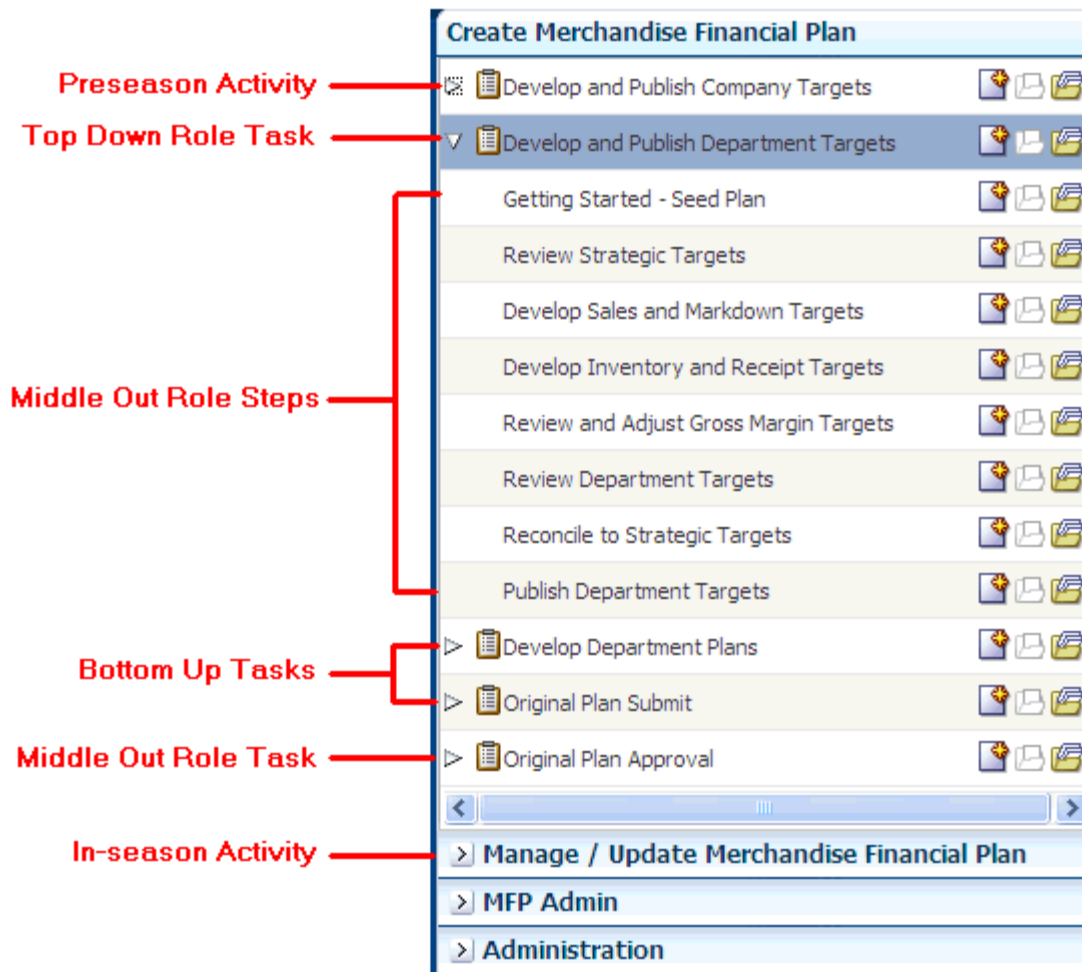 Create Merchandise Financial Plan
Preseason Activity
Develop and Publish Company Targets
Top Down Role Task
Develop and Publish Department Targets
Getting Started - Seed Plan
Review Strategic Targets
Develop Sales and Markdown Targets
Develop Inventory and Receipt Targets
Middle Out Role Steps
Review and Adjust Gross Margin Targets
Review Department Targets
Reconcile to Strategic Targets
Publish Department Targets
Develop Department Plans
Bottom Up Tasks
Original Plan Submit
Middle Out Role Task
Original Plan Approval
In-season Activity
Manage / Update Merchandise Financial Plan
MFP Admin
Administration